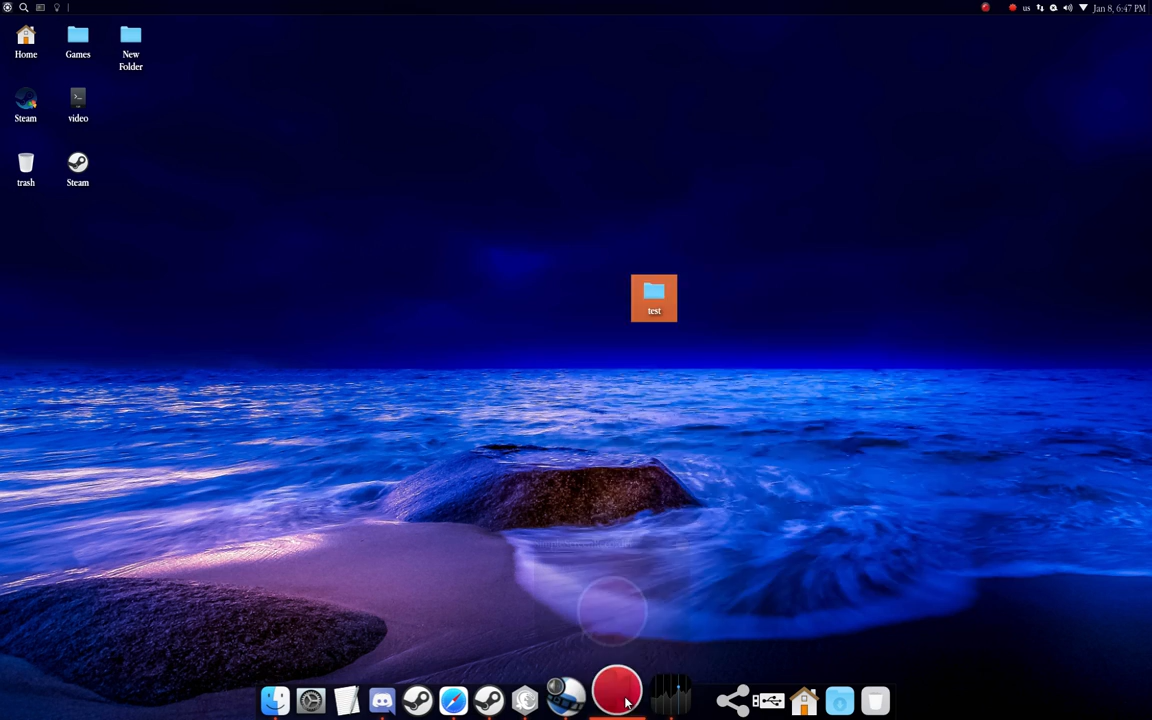 us
Jan 8, 6:47 PM
Home
Games
New
Folder
Steam
video
trash
Steam
test